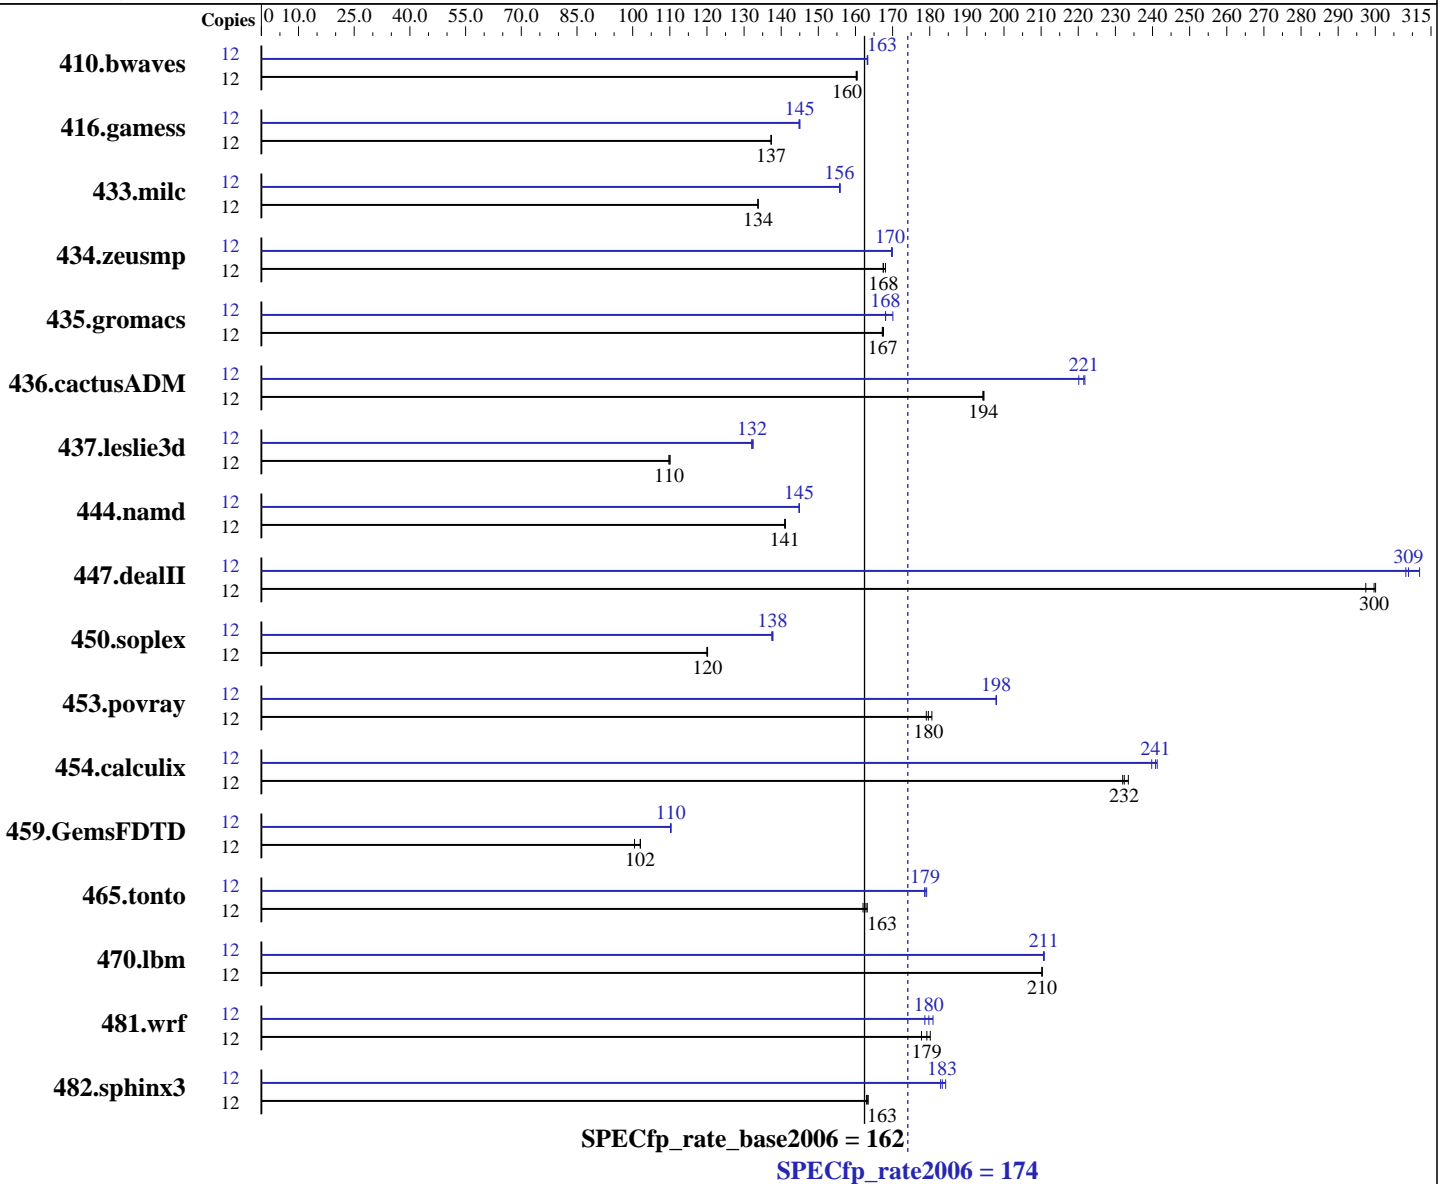 Copies 0 10.0 25.0 40.0 55.0 70.0 85.0 100 110 120 130 140 150 160 170 180 190 200 210 220 230 240 250 260 270 280 290 300 315
410.bwaves 12 163
12 160
416.gamess 12 145
12 137
433.milc 12 156
12 134
434.zeusmp 12 170
12 168
435.gromacs 12 168
12 167
436.cactusADM 12 221
12 194
437.leslie3d 12 132
12 110
444.namd 12 145
12 141
447.dealII 12 309
12 300
450.soplex 12 138
12 120
453.povray 12 198
12 180
454.calculix 12 241
12 232
459.GemsFDTD 12 110
12 102
465.tonto 12 179
12 163
470.lbm 12 211
12 210
481.wrf 12 180
12 179
482.sphinx3 12 183
12 163
SPECfp_rate_base2006 = 162
SPECfp_rate2006 = 174